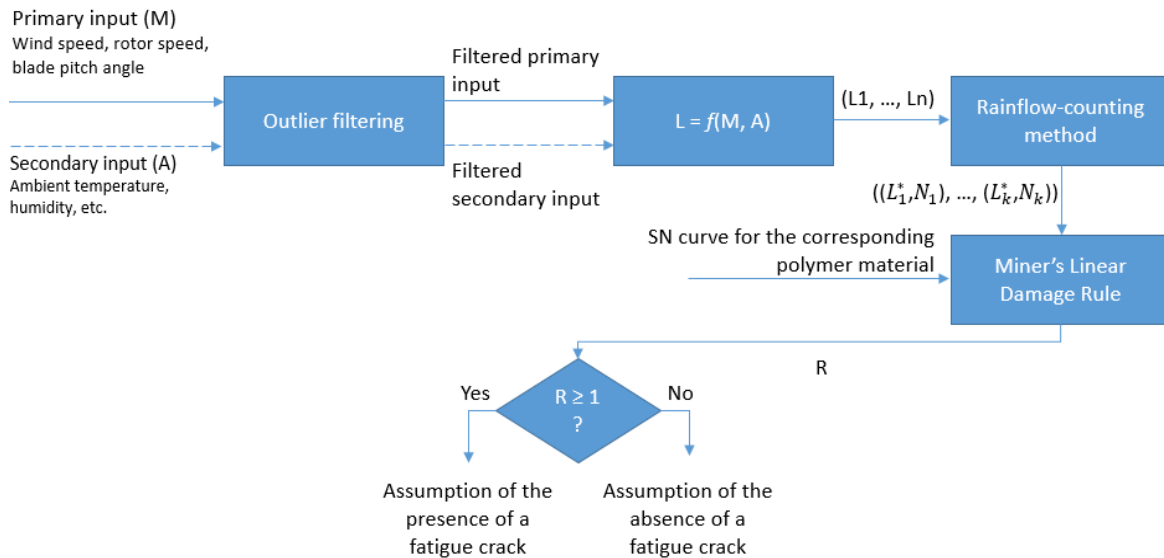 Primary input (M)
Wind speed, rotor speed,
blade pitch angle
Secondary input (A)
Ambient temperature,
humidity, etc.
Outlier filtering
Filtered primary
input
Filtered
secondary input
L = f(M, A)
(L1, …, Ln)
Rainflow-counting
method
((L₁*,N₁), …, (Lₖ*,Nₖ))
SN curve for the corresponding
polymer material
Miner’s Linear
Damage Rule
R
R ≥ 1
?
Yes
No
Assumption of the
presence of a
fatigue crack
Assumption of the
absence of a
fatigue crack